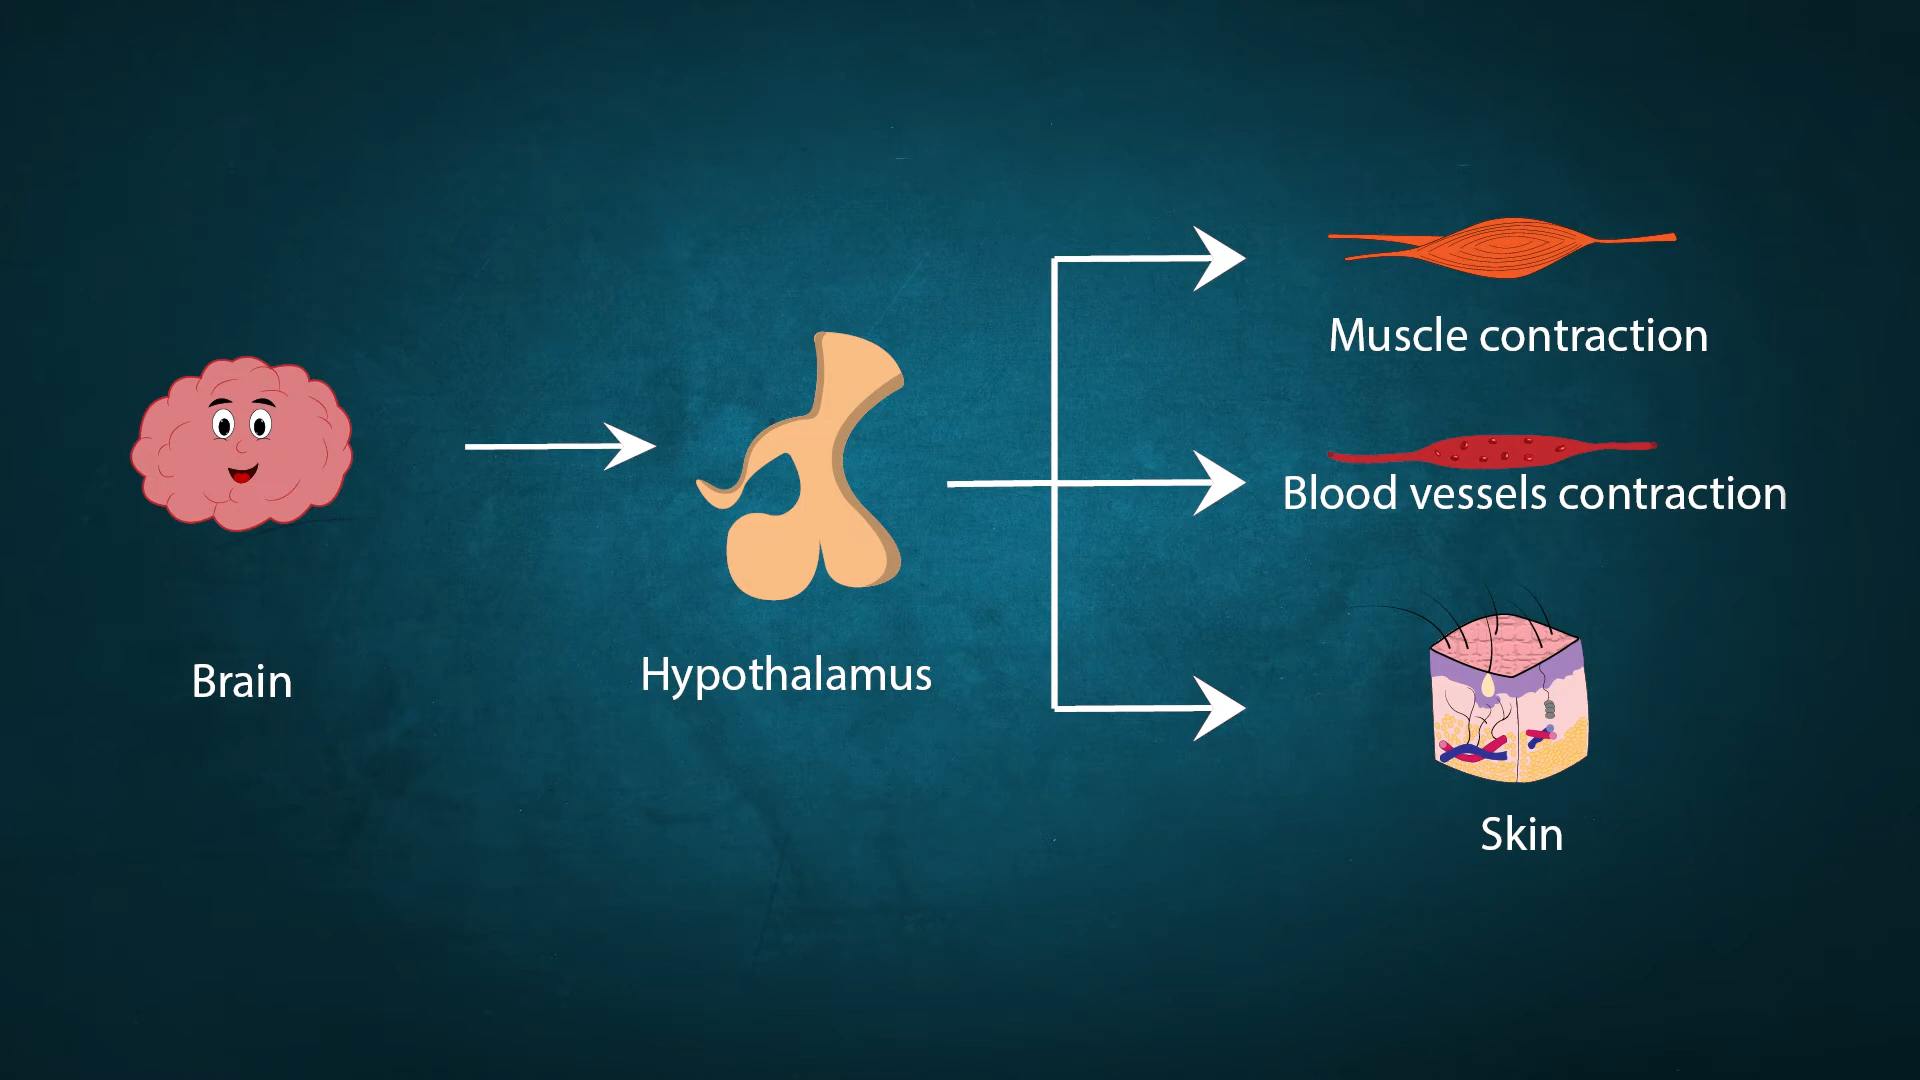 Brain
Hypothalamus
Muscle contraction
Blood vessels contraction
Skin